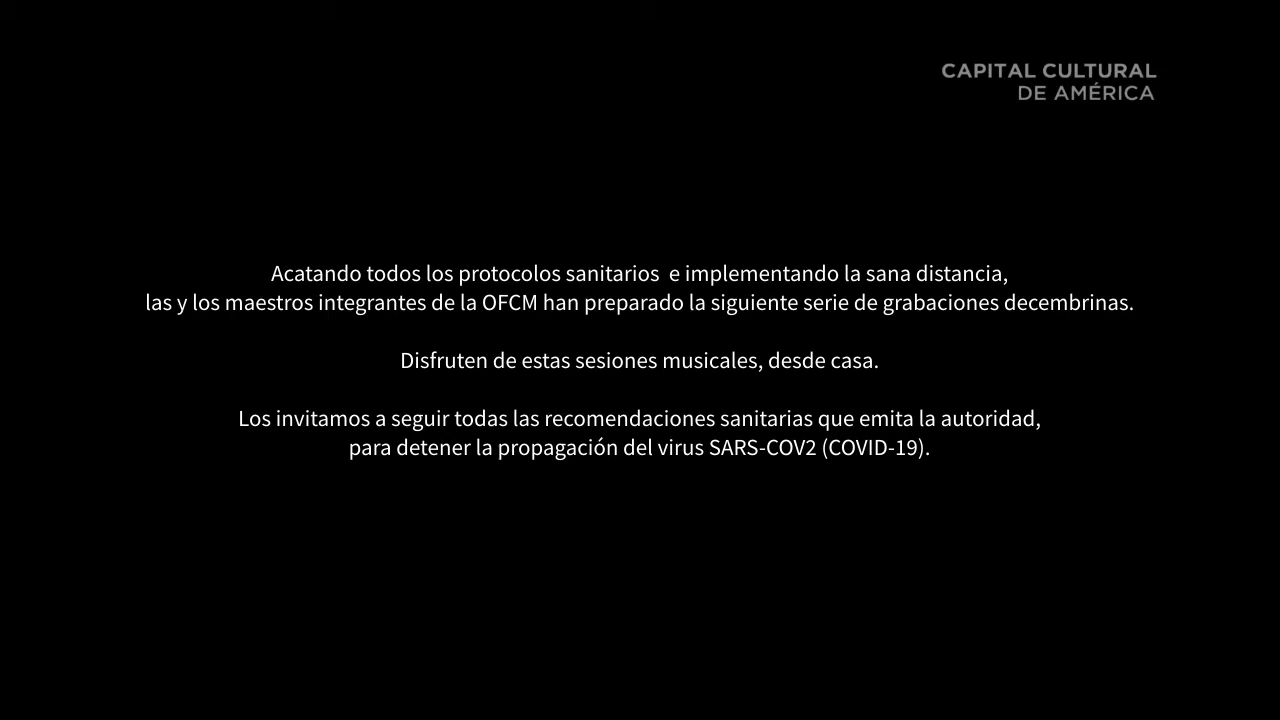 CAPITAL CULTURAL
DE AMÉRICA
Acatando todos los protocolos sanitarios  e implementando la sana distancia,
las y los maestros integrantes de la OFCM han preparado la siguiente serie de grabaciones decembrinas.
Disfruten de estas sesiones musicales, desde casa.
Los invitamos a seguir todas las recomendaciones sanitarias que emita la autoridad,
para detener la propagación del virus SARS-COV2 (COVID-19).